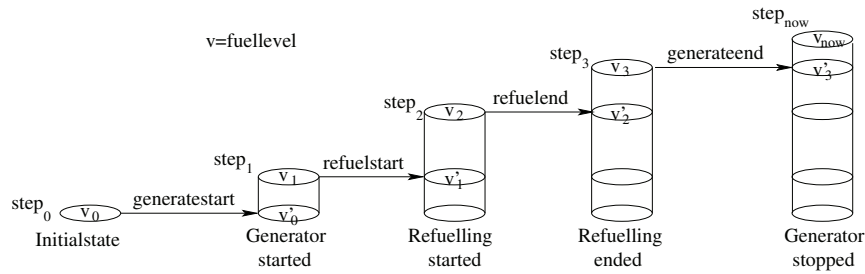 step_now
v_now
v=fuellevel
step_3
v_3
generateend
v'_3
step_2
v_2
refuelend
v'_2
step_1
v_1
refuelstart
v'_1
step_0
v_0
generatestart
v'_0
Initialstate
Generator
started
Refuelling
started
Refuelling
ended
Generator
stopped